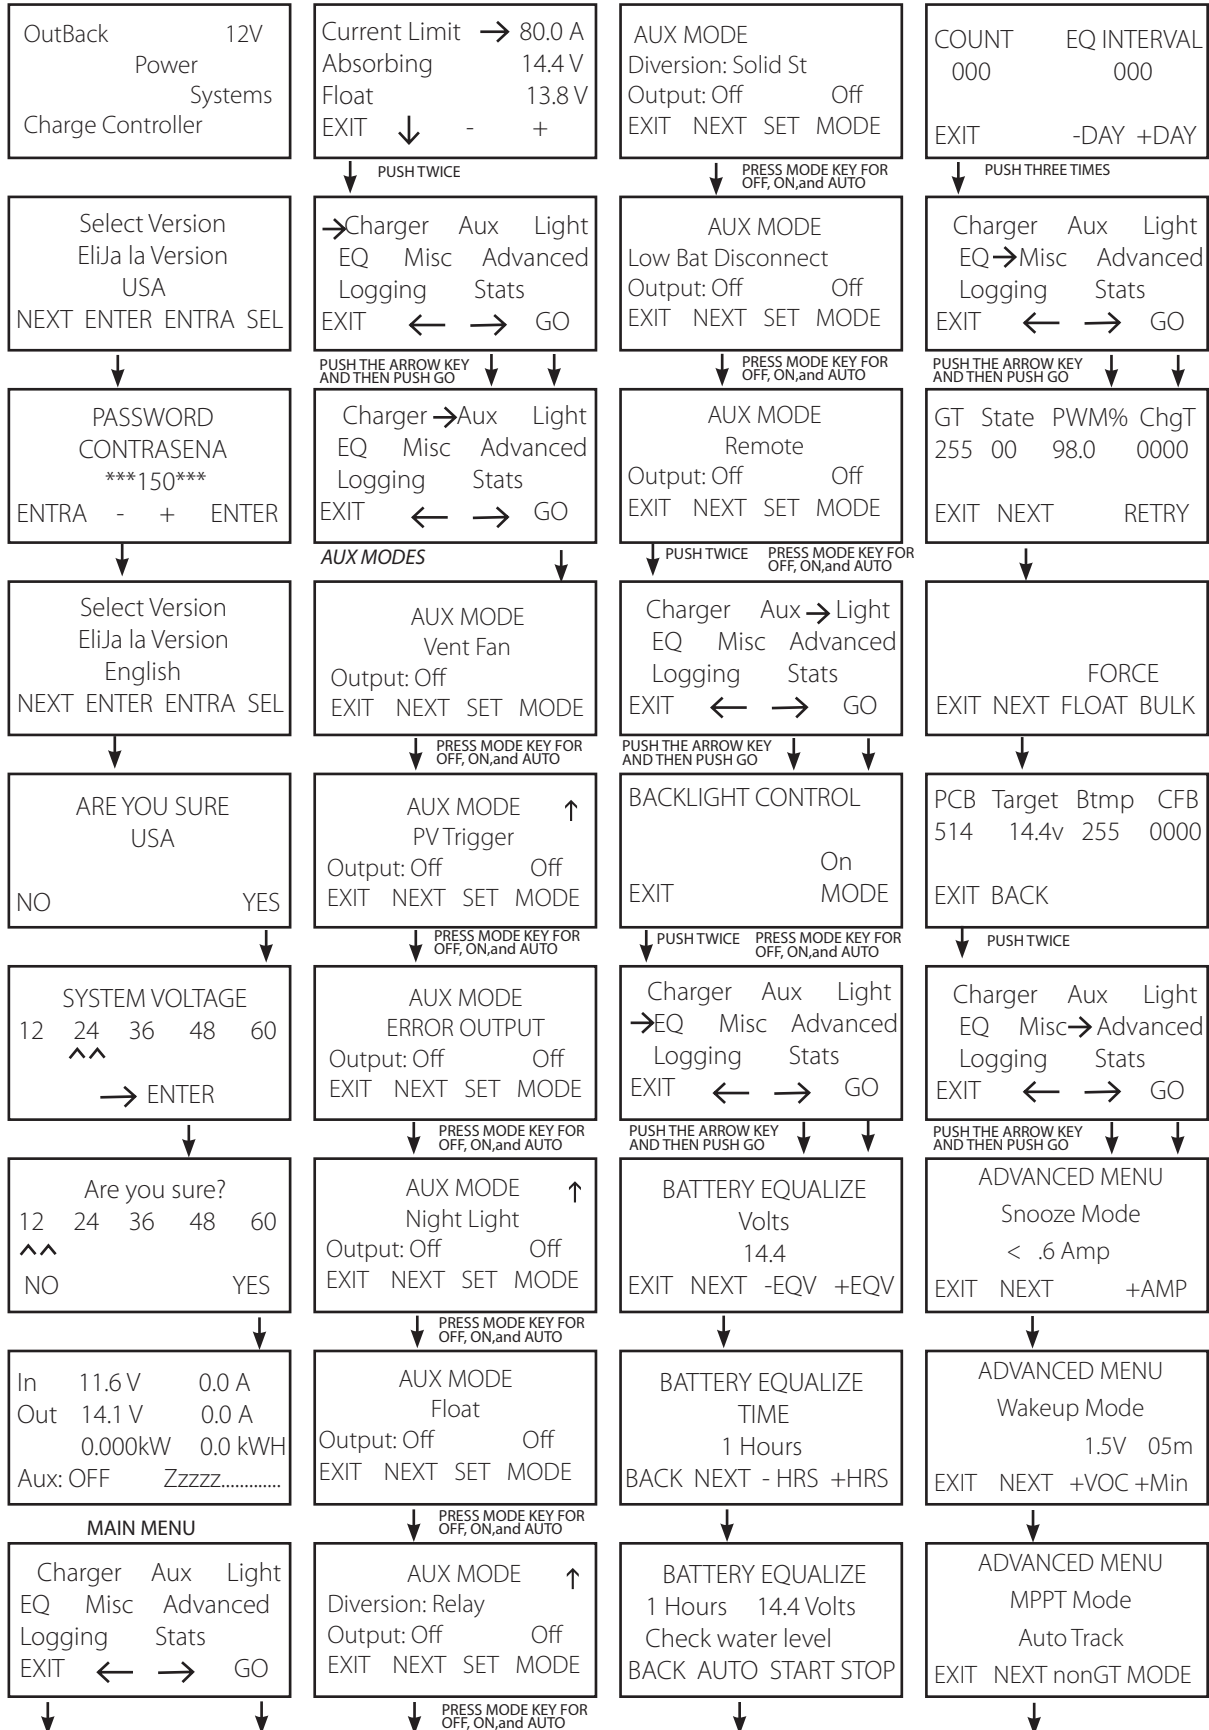 OutBack 12V
Power
Systems
Charge Controller
Select Version
EliJa la Version
USA
NEXT ENTER ENTRA SEL
PASSWORD
CONTRASENA
***150***
ENTRA - + ENTER
Select Version
EliJa la Version
English
NEXT ENTER ENTRA SEL
ARE YOU SURE
USA
NO YES
SYSTEM VOLTAGE
12 24 36 48 60
^^
→ ENTER
Are you sure?
12 24 36 48 60
^^
NO YES
In 11.6 V 0.0 A
Out 14.1 V 0.0 A
0.000kW 0.0 kWH
Aux: OFF Zzzzz.............
MAIN MENU
Charger Aux Light
EQ Misc Advanced
Logging Stats
EXIT ← → GO
Current Limit → 80.0 A
Absorbing 14.4 V
Float 13.8 V
EXIT ↓ - +
PUSH TWICE
→Charger Aux Light
EQ Misc Advanced
Logging Stats
EXIT ← → GO
PUSH THE ARROW KEY
AND THEN PUSH GO
Charger →Aux Light
EQ Misc Advanced
Logging Stats
EXIT ← → GO
AUX MODES
AUX MODE
Vent Fan
Output: Off
EXIT NEXT SET MODE
PRESS MODE KEY FOR
OFF, ON,and AUTO
AUX MODE ↑
PV Trigger
Output: Off Off
EXIT NEXT SET MODE
PRESS MODE KEY FOR
OFF, ON,and AUTO
AUX MODE
ERROR OUTPUT
Output: Off Off
EXIT NEXT SET MODE
PRESS MODE KEY FOR
OFF, ON,and AUTO
AUX MODE ↑
Night Light
Output: Off Off
EXIT NEXT SET MODE
PRESS MODE KEY FOR
OFF, ON,and AUTO
AUX MODE
Float
Output: Off Off
EXIT NEXT SET MODE
PRESS MODE KEY FOR
OFF, ON,and AUTO
AUX MODE ↑
Diversion: Relay
Output: Off Off
EXIT NEXT SET MODE
PRESS MODE KEY FOR
OFF, ON,and AUTO
AUX MODE
Diversion: Solid St
Output: Off Off
EXIT NEXT SET MODE
PRESS MODE KEY FOR
OFF, ON,and AUTO
AUX MODE
Low Bat Disconnect
Output: Off Off
EXIT NEXT SET MODE
PRESS MODE KEY FOR
OFF, ON,and AUTO
AUX MODE
Remote
Output: Off Off
EXIT NEXT SET MODE
PUSH TWICE PRESS MODE KEY FOR
OFF, ON,and AUTO
Charger Aux → Light
EQ Misc Advanced
Logging Stats
EXIT ← → GO
PUSH THE ARROW KEY
AND THEN PUSH GO
BACKLIGHT CONTROL
On
EXIT MODE
PUSH TWICE PRESS MODE KEY FOR
OFF, ON,and AUTO
Charger Aux Light
→EQ Misc Advanced
Logging Stats
EXIT ← → GO
PUSH THE ARROW KEY
AND THEN PUSH GO
BATTERY EQUALIZE
Volts
14.4
EXIT NEXT -EQV +EQV
BATTERY EQUALIZE
TIME
1 Hours
BACK NEXT - HRS +HRS
BATTERY EQUALIZE
1 Hours 14.4 Volts
Check water level
BACK AUTO START STOP
COUNT EQ INTERVAL
000 000
EXIT -DAY +DAY
PUSH THREE TIMES
Charger Aux Light
EQ→Misc Advanced
Logging Stats
EXIT ← → GO
PUSH THE ARROW KEY
AND THEN PUSH GO
GT State PWM% ChgT
255 00 98.0 0000
EXIT NEXT RETRY
FORCE
EXIT NEXT FLOAT BULK
PCB Target Btmp CFB
514 14.4v 255 0000
EXIT BACK
PUSH TWICE
Charger Aux Light
EQ Misc→ Advanced
Logging Stats
EXIT ← → GO
PUSH THE ARROW KEY
AND THEN PUSH GO
ADVANCED MENU
Snooze Mode
< .6 Amp
EXIT NEXT +AMP
ADVANCED MENU
Wakeup Mode
1.5V 05m
EXIT NEXT +VOC +Min
ADVANCED MENU
MPPT Mode
Auto Track
EXIT NEXT nonGT MODE